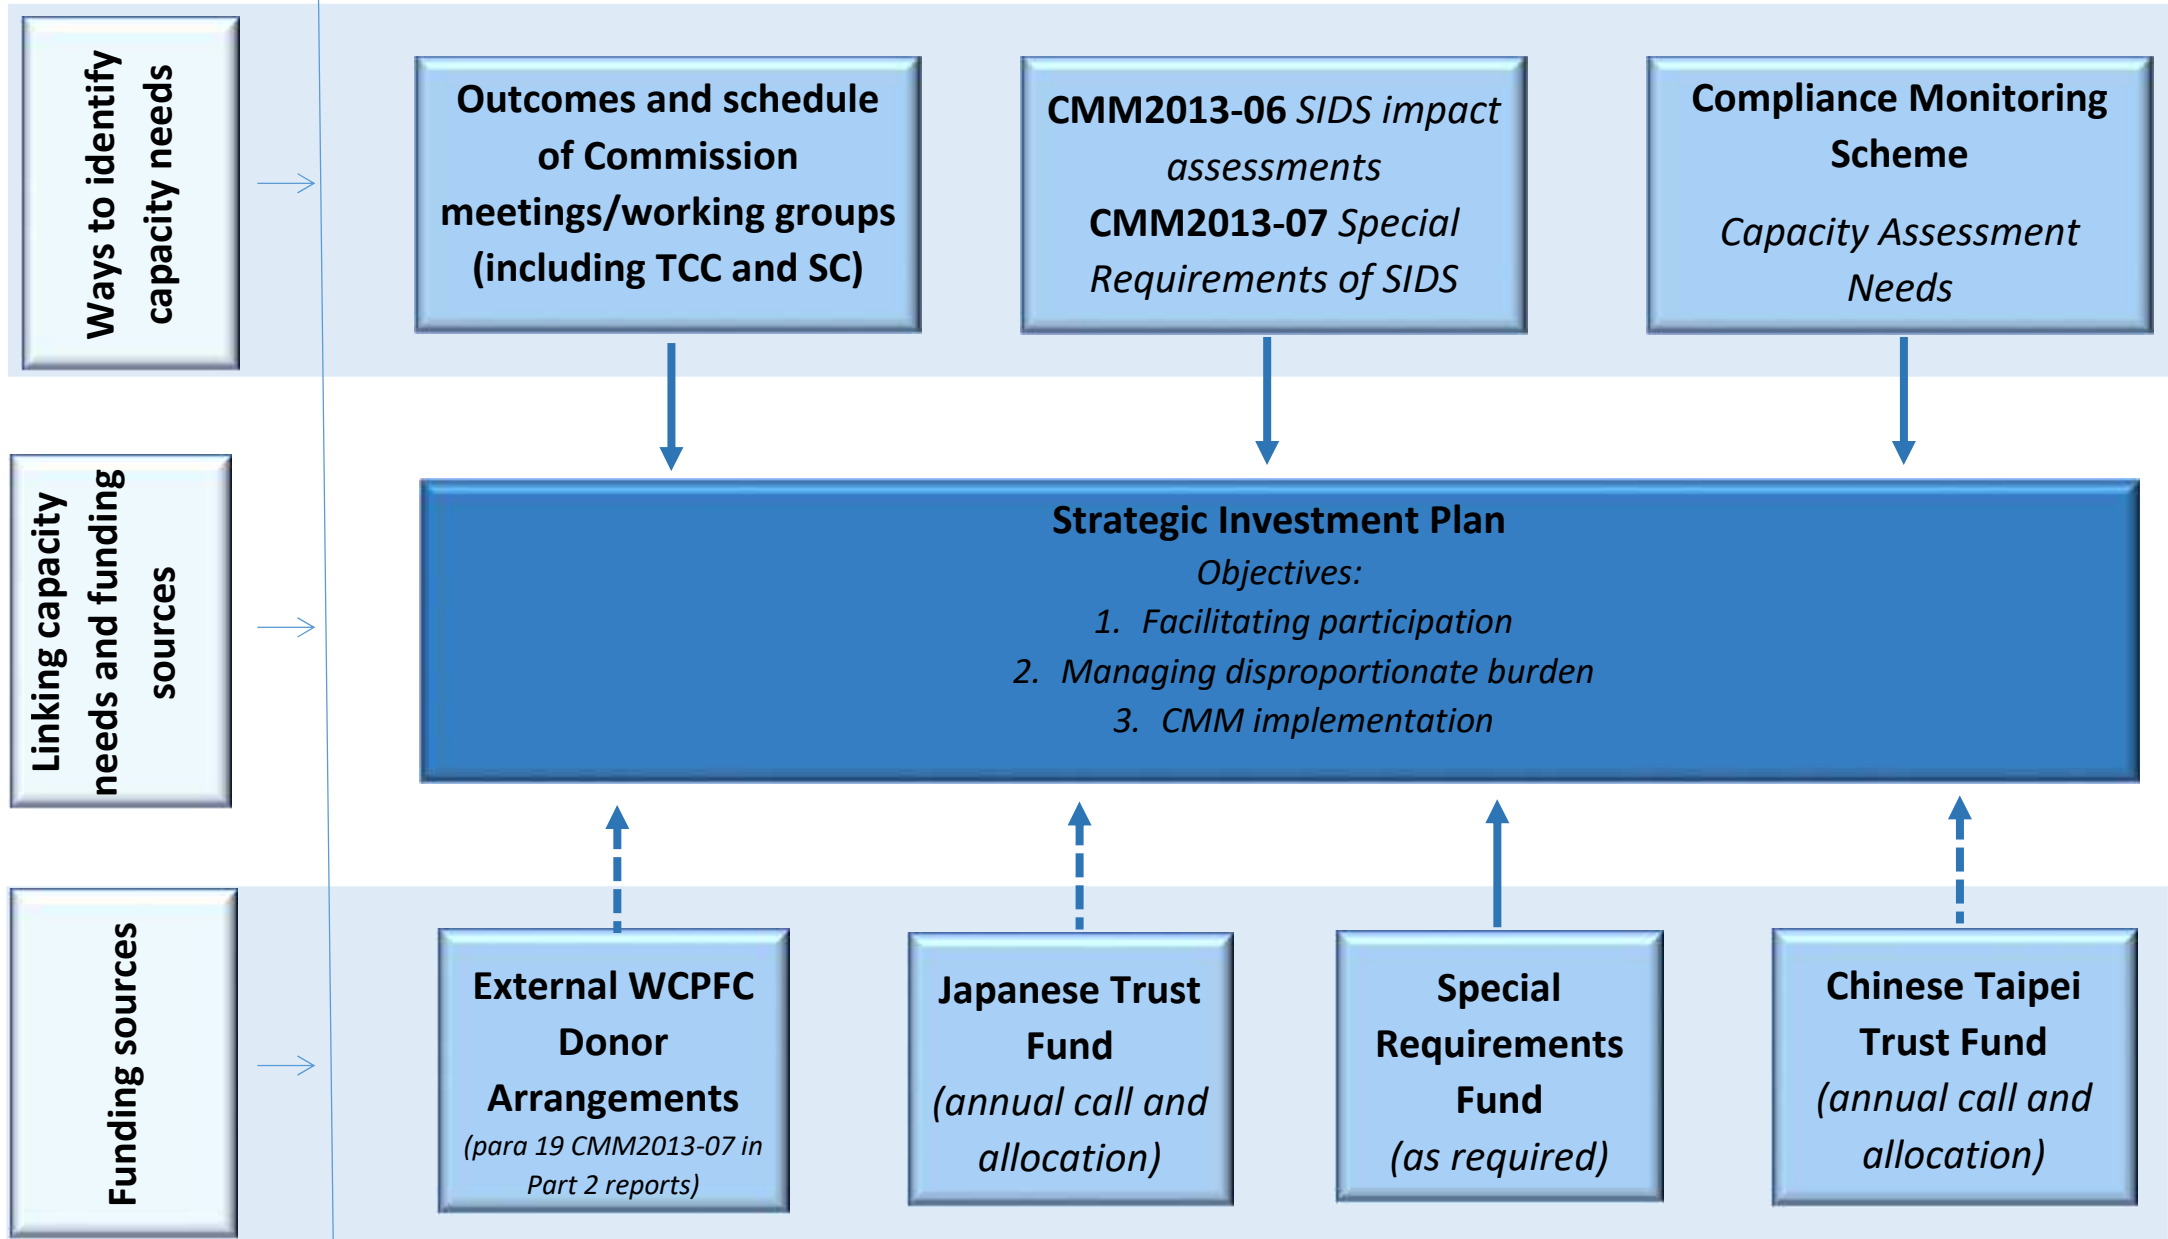 Ways to identify
capacity needs
Outcomes and schedule
of Commission
meetings/working groups
(including TCC and SC)
CMM2013-06 SIDS impact
assessments
CMM2013-07 Special
Requirements of SIDS
Compliance Monitoring
Scheme
Capacity Assessment
Needs
Linking capacity
needs and funding
sources
Strategic Investment Plan
Objectives:
1. Facilitating participation
2. Managing disproportionate burden
3. CMM implementation
Funding sources
External WCPFC
Donor
Arrangements
(para 19 CMM2013-07 in
Part 2 reports)
Japanese Trust
Fund
(annual call and
allocation)
Special
Requirements
Fund
(as required)
Chinese Taipei
Trust Fund
(annual call and
allocation)